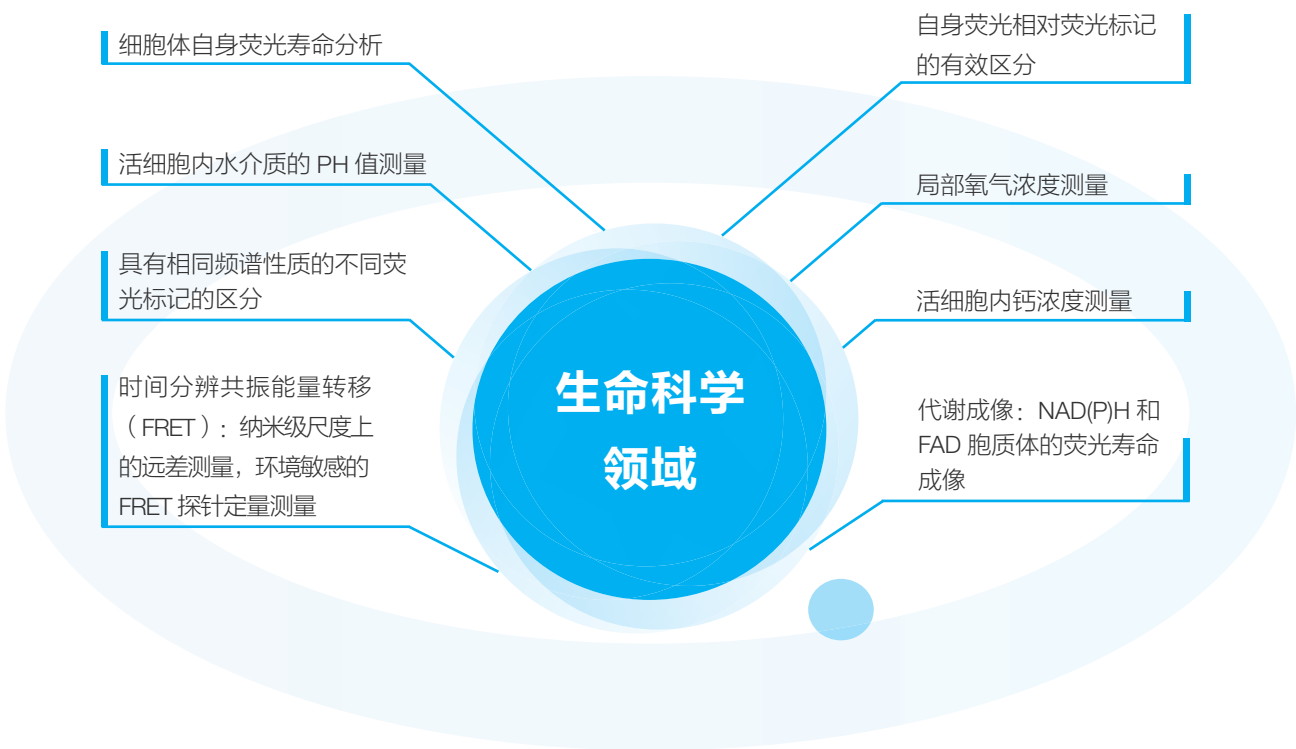 细胞体自身荧光寿命分析
活细胞内水介质的 PH 值测量
具有相同频谱性质的不同荧
光标记的区分
时间分辨共振能量转移
（FRET）：纳米级尺度上
的远差测量，环境敏感的
FRET 探针定量测量
生命科学
领域
自身荧光相对荧光标记
的有效区分
局部氧气浓度测量
活细胞内钙浓度测量
代谢成像：NAD(P)H 和
FAD 胞质体的荧光寿命
成像